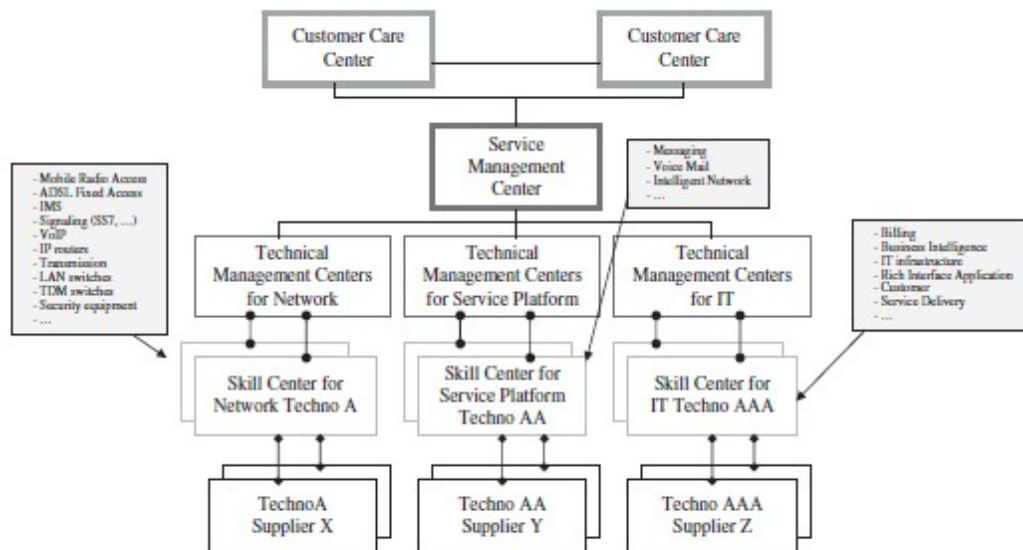 Customer Care
Center
Customer Care
Center
Service
Management
Center
- Mobile Radio Access
- ADSL Fixed Access
- IMS
- Signaling (SS7, ...)
- VoIP
- IP routers
- Transmission
- LAN switches
- TDM switches
- Security equipment
- ...
- Messaging
- Voice Mail
- Intelligent Network
- ...
Technical
Management Centers
for Network
Technical
Management Centers
for Service Platform
Technical
Management Centers
for IT
- Billing
- Business Intelligence
- IT infrastructure
- Rich Interface Application
- Customer
- Service Delivery
- ...
Skill Center for
Network Techno A
Skill Center for
Service Platform
Techno AA
Skill Center for
IT Techno AAA
TechnoA
Supplier X
Techno AA
Supplier Y
Techno AAA
Supplier Z